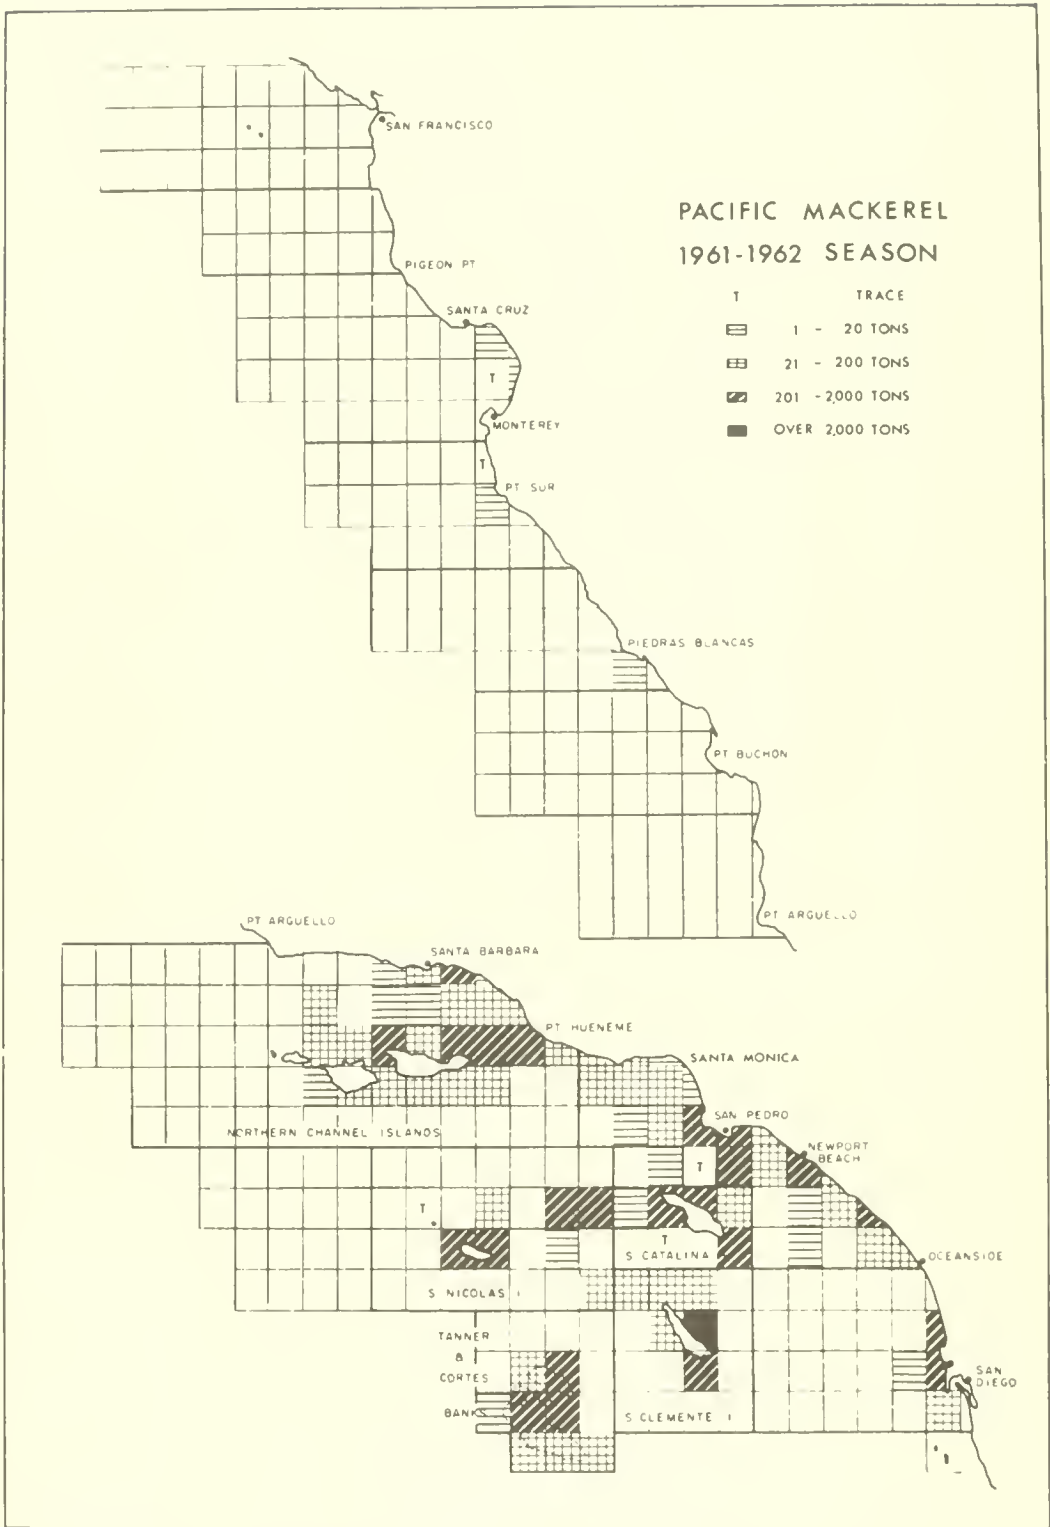 PACIFIC MACKEREL
1961-1962 SEASON
T TRACE
1 - 20 TONS
21 - 200 TONS
201 - 2,000 TONS
OVER 2,000 TONS
SAN FRANCISCO
PIGEON PT
SANTA CRUZ
T
MONTEREY
T
PT SUR
PIEDRAS BLANCAS
PT BUCHON
PT ARGUELLO
PT ARGUELLO
SANTA BARBARA
PT HUENEME
SANTA MONICA
SAN PEDRO
NORTHERN CHANNEL ISLANDS
NEWPORT
BEACH
T
T
T
S CATALINA
OCEANSIDE
S NICOLAS I
TANNER
&
CORTES
BANKS
SAN
DIEGO
S CLEMENTE I